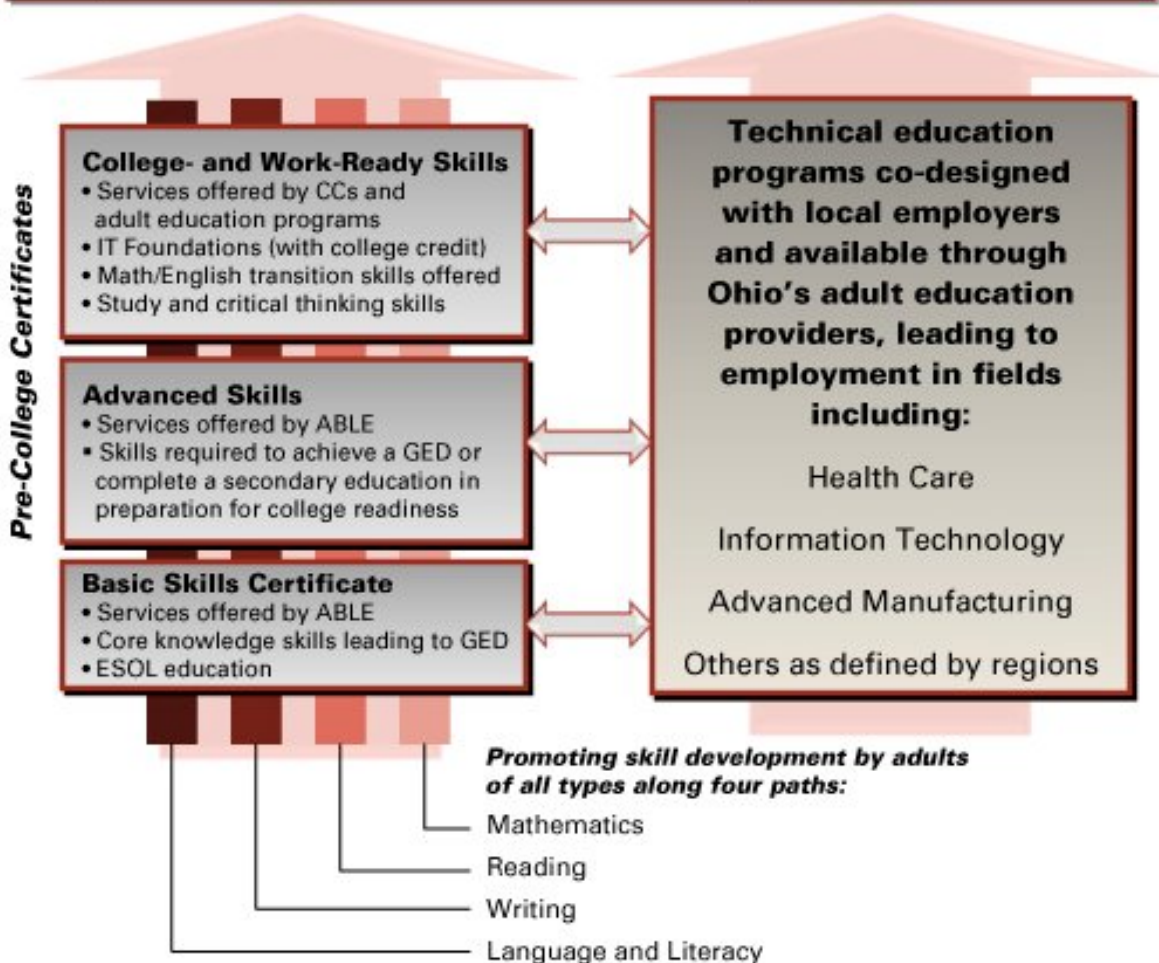 Pre-College Certificates
College- and Work-Ready Skills
• Services offered by CCs and
adult education programs
• IT Foundations (with college credit)
• Math/English transition skills offered
• Study and critical thinking skills
Advanced Skills
• Services offered by ABLE
▪ Skills required to achieve a GED or
complete a secondary education in
preparation for college readiness
Basic Skills Certificate
• Services offered by ABLE
• Core knowledge skills leading to GED
• ESOL education
Technical education
programs co-designed
with local employers
and available through
Ohio's adult education
providers, leading to
employment in fields
including:
Health Care
Information Technology
Advanced Manufacturing
Others as defined by regions
Promoting skill development by adults
of all types along four paths:
Mathematics
Reading
Writing
Language and Literacy